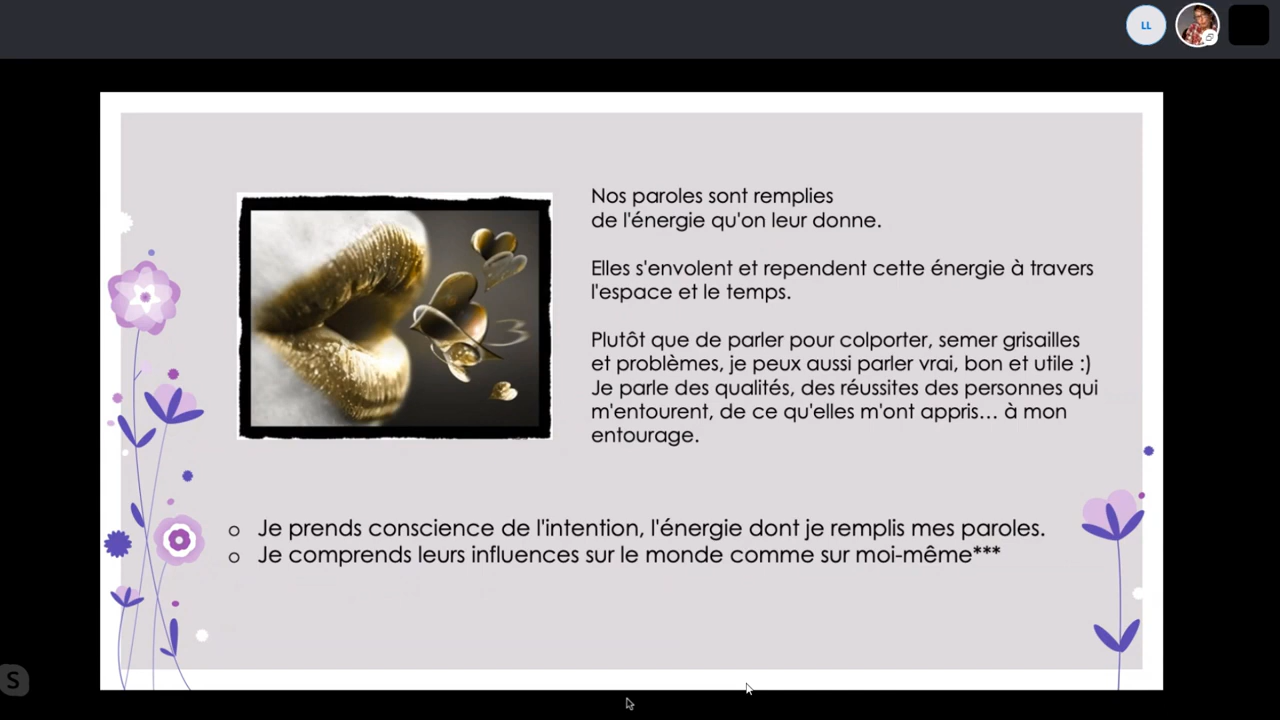 LL
Nos paroles sont remplies
de l'énergie qu'on leur donne.
Elles s'envolent et rependent cette énergie à travers
l'espace et le temps.
Plutôt que de parler pour colporter, semer grisailles
et problèmes, je peux aussi parler vrai, bon et utile :)
Je parle des qualités, des réussites des personnes qui
m'entourent, de ce qu'elles m'ont appris... à mon
entourage.
o Je prends conscience de l'intention, l'énergie dont je remplis mes paroles.
o Je comprends leurs influences sur le monde comme sur moi-même***
S